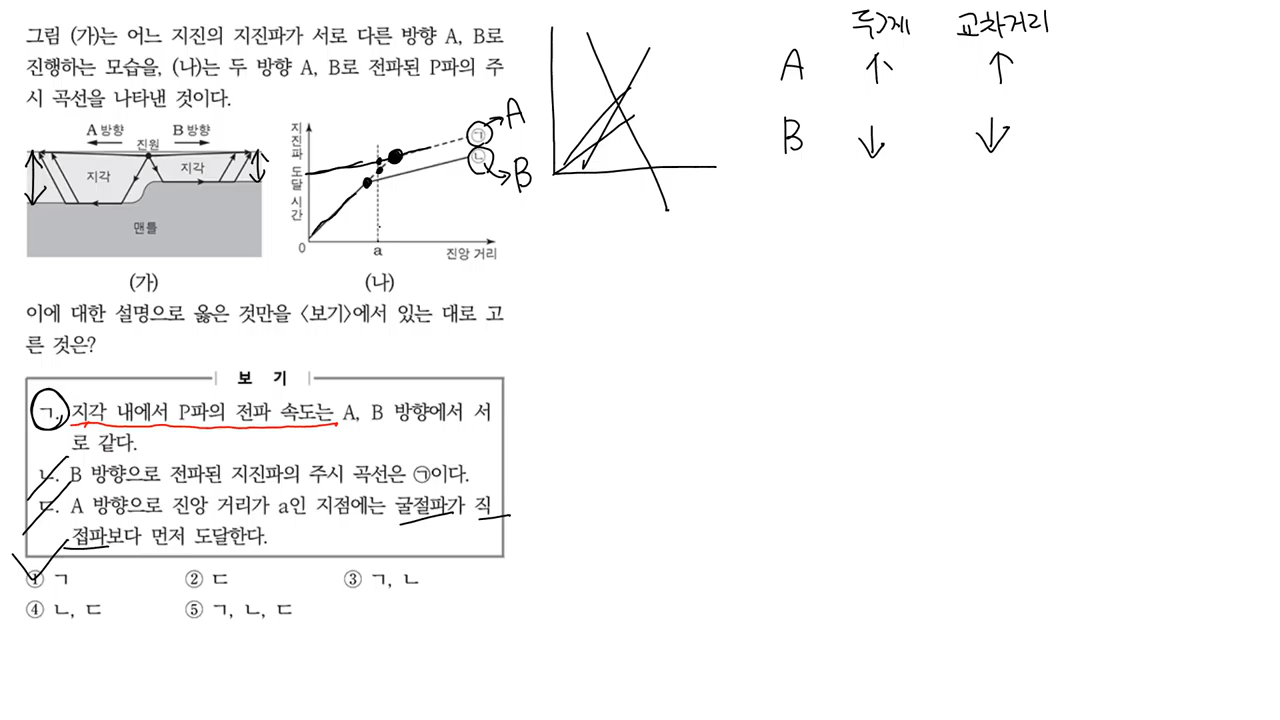 그림 (가)는 어느 지진의 지진파가 서로 다른 방향 A, B로
진행하는 모습을, (나)는 두 방향 A, B로 전파된 P파의 주
시 곡선을 나타낸 것이다.
A 방향 B 방향
진원
지각 지각
맨틀
(가)
지진파 도달 시간
㉠ A
㉡ B
0 a 진앙 거리
(나)
두께 교차거리
A ↑ ↑
B ↓ ↓
이에 대한 설명으로 옳은 것만을 〈보기〉에서 있는 대로 고
른 것은?
보 기
ㄱ. 지각 내에서 P파의 전파 속도는 A, B 방향에서 서
로 같다.
ㄴ. B 방향으로 전파된 지진파의 주시 곡선은 ㉠이다.
ㄷ. A 방향으로 진앙 거리가 a인 지점에는 굴절파가 직
접파보다 먼저 도달한다.
① ㄱ ② ㄷ ③ ㄱ, ㄴ
④ ㄴ, ㄷ ⑤ ㄱ, ㄴ, ㄷ